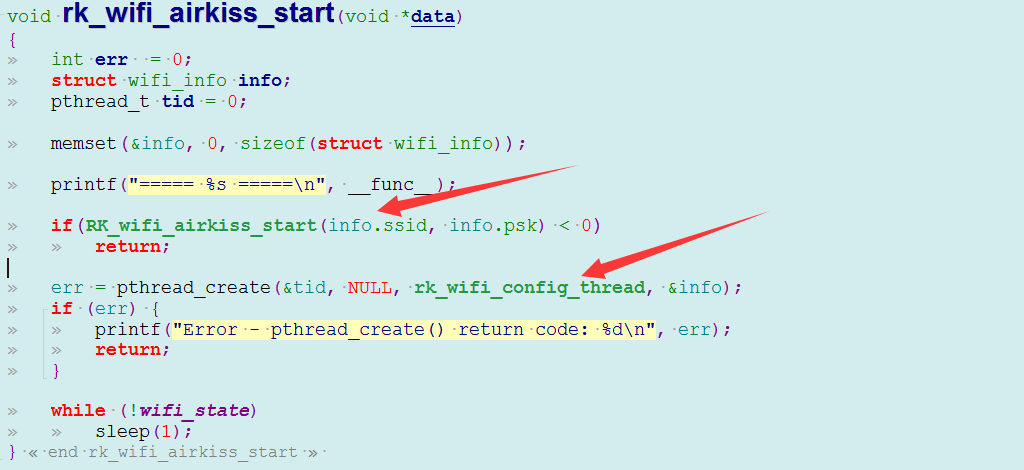 void rk_wifi_airkiss_start(void *data)
{
» int err = 0;
» struct wifi_info info;
» pthread_t tid = 0;
» memset(&info, 0, sizeof(struct wifi_info));
» printf("===== %s =====\n", __func__);
» if(RK_wifi_airkiss_start(info.ssid, info.psk) < 0)
» » return;
» err = pthread_create(&tid, NULL, rk_wifi_config_thread, &info);
» if (err) {
» » printf("Error - pthread_create() return code: %d\n", err);
» » return;
» }
» while (!wifi_state)
» » sleep(1);
} « end rk_wifi_airkiss_start »